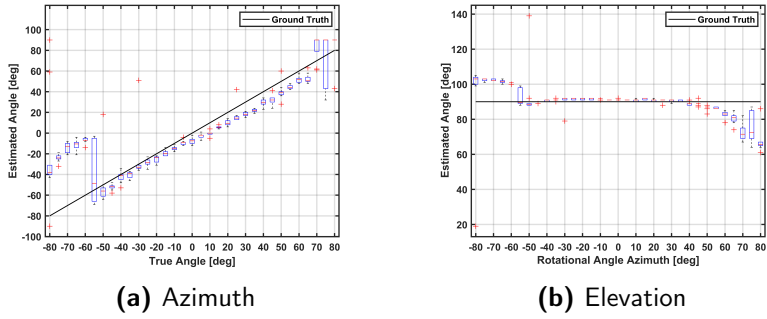 Ground Truth
100
80
60
40
20
0
-20
-40
-60
-80
-100
Estimated Angle [deg]
-80 -70 -60 -50 -40 -30 -20 -10 0 10 20 30 40 50 60 70 80
True Angle [deg]
(a) Azimuth
Ground Truth
140
120
100
80
60
40
20
Estimated Angle [deg]
-80 -70 -60 -50 -40 -30 -20 -10 0 10 20 30 40 50 60 70 80
Rotational Angle Azimuth [deg]
(b) Elevation